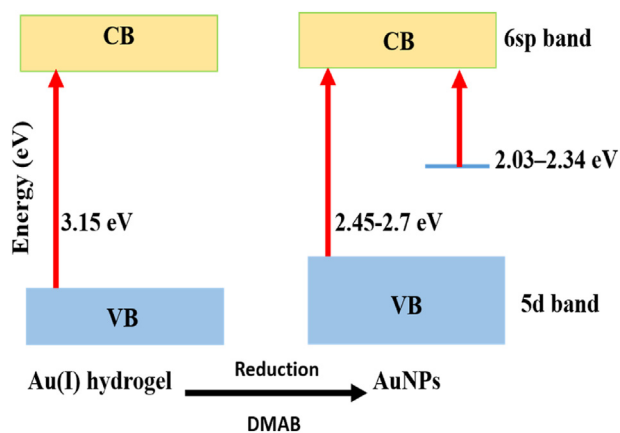 CB
CB
6sp band
Energy (eV)
2.03–2.34 eV
3.15 eV
2.45-2.7 eV
VB
VB
5d band
Au(I) hydrogel
Reduction
AuNPs
DMAB